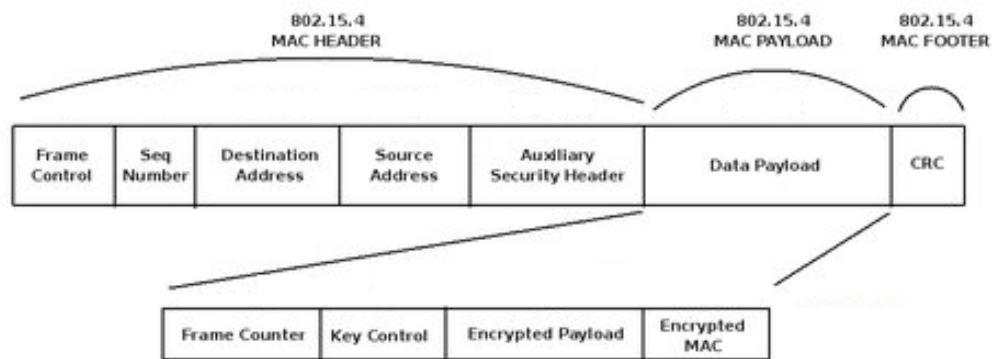 802.15.4
MAC HEADER
802.15.4
MAC PAYLOAD
802.15.4
MAC FOOTER
Frame
Control
Seq
Number
Destination
Address
Source
Address
Auxiliary
Security Header
Data Payload
CRC
Frame Counter
Key Control
Encrypted Payload
Encrypted
MAC